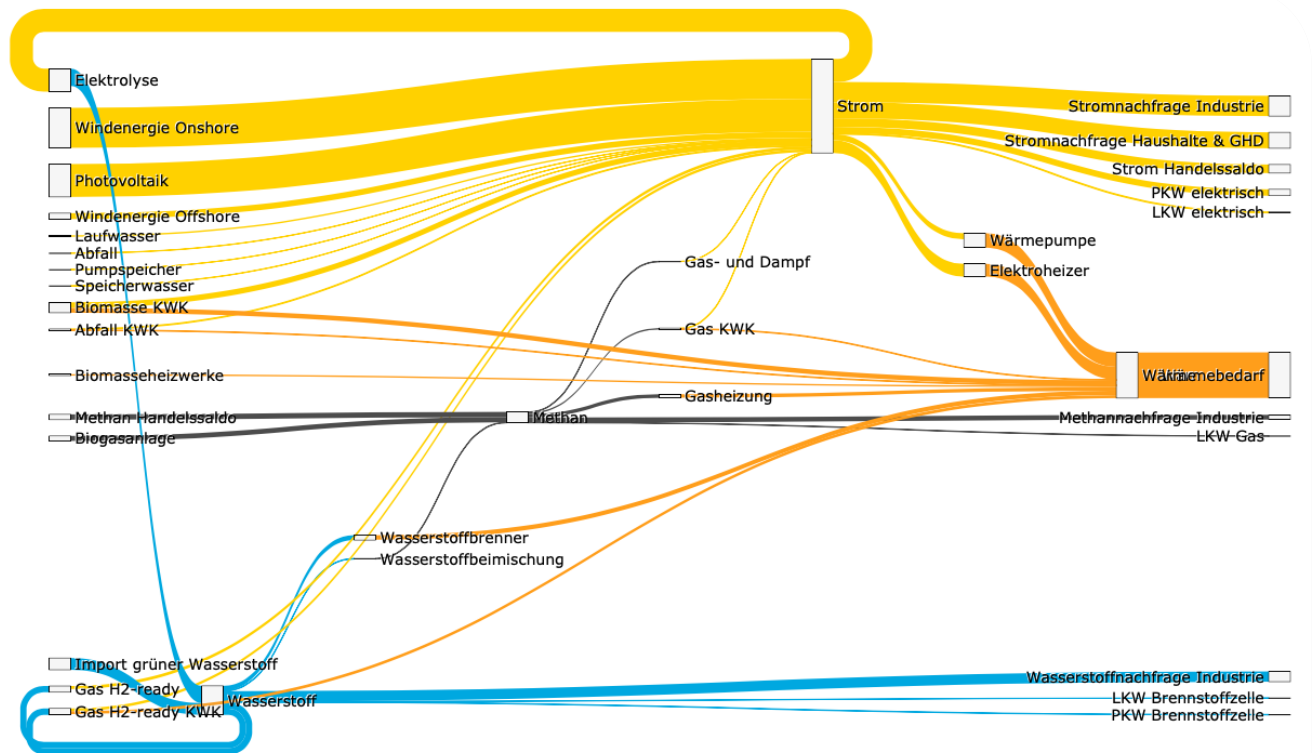 Elektrolyse
Windenergie Onshore
Photovoltaik
Windenergie Offshore
Laufwasser
Abfall
Pumpspeicher
Speicherwasser
Biomasse KWK
Abfall KWK
Biomasseheizwerke
Methan Handelssaldo
Biogasanlage
Import grüner Wasserstoff
Gas H2-ready
Gas H2-ready KWK
Wasserstoff
Wasserstoffbrenner
Wasserstoffbeimischung
Methan
Gas- und Dampf
Gas KWK
Gasheizung
Strom
Wärmepumpe
Elektroheizer
Wärme
Stromnachfrage Industrie
Stromnachfrage Haushalte & GHD
Strom Handelssaldo
PKW elektrisch
LKW elektrisch
Wärmebedarf
Methannachfrage Industrie
LKW Gas
Wasserstoffnachfrage Industrie
LKW Brennstoffzelle
PKW Brennstoffzelle